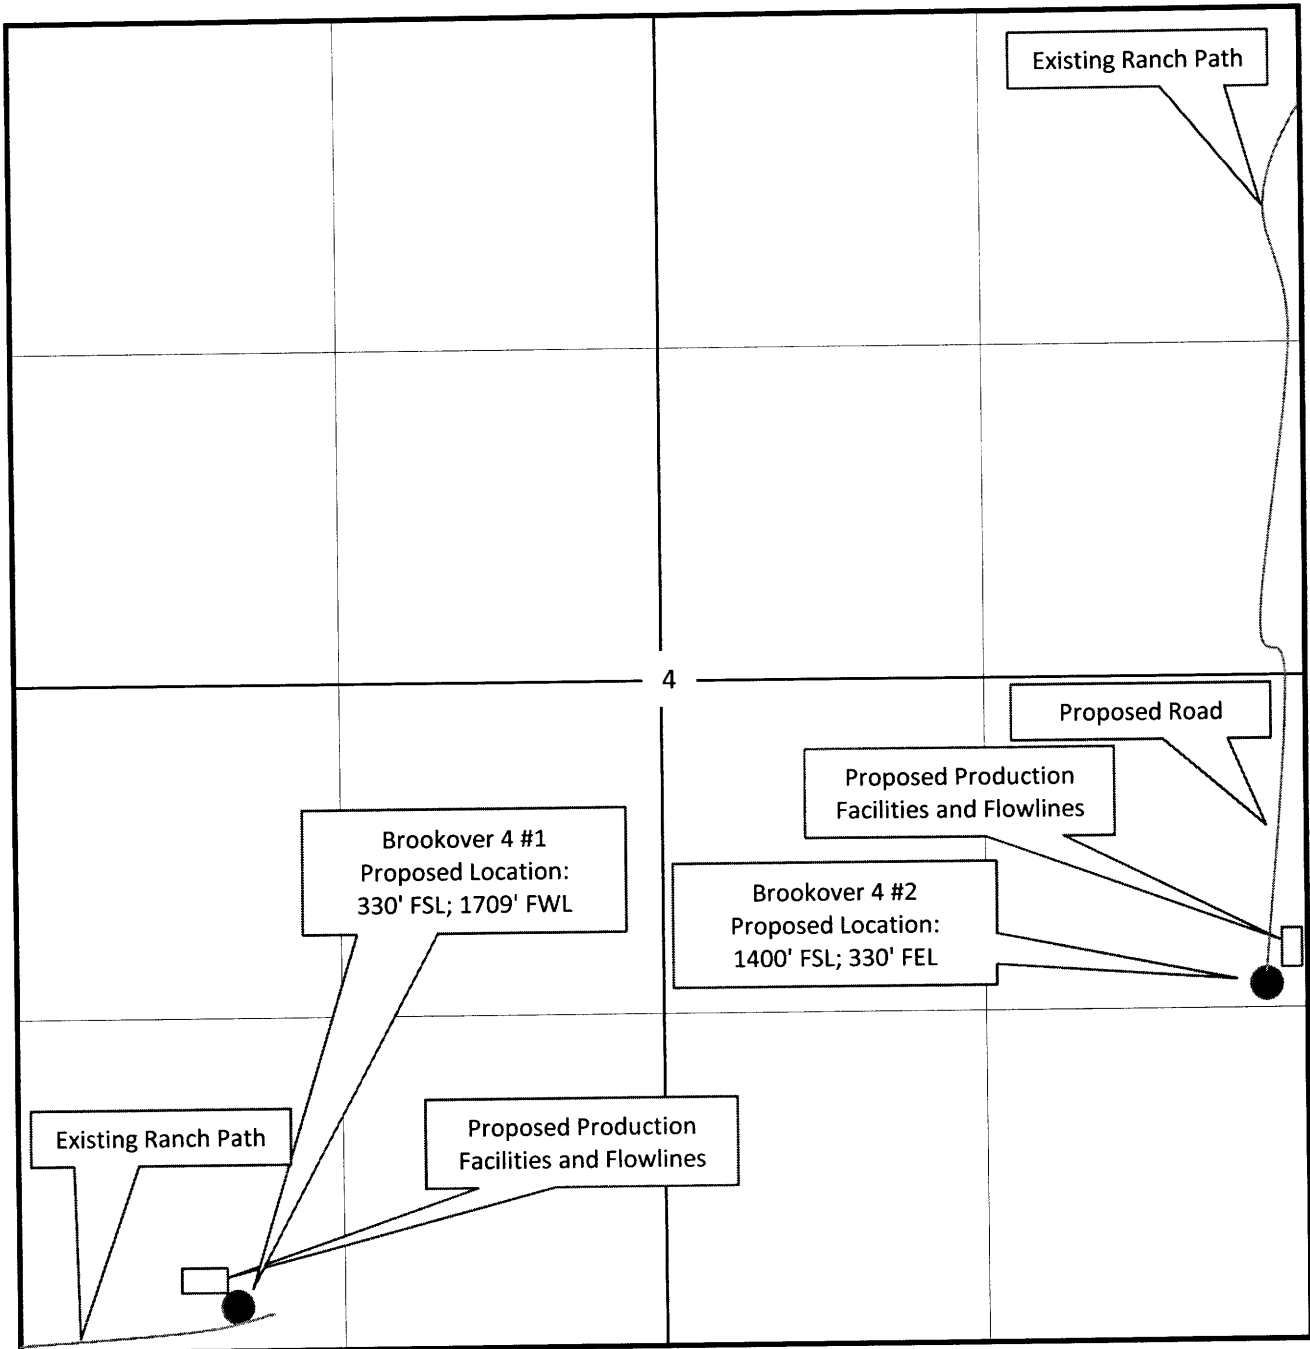 Existing Ranch Path
4
Proposed Road
Proposed Production
Facilities and Flowlines
Brookover 4 #1
Proposed Location:
330' FSL; 1709' FWL
Brookover 4 #2
Proposed Location:
1400' FSL; 330' FEL
Existing Ranch Path
Proposed Production
Facilities and Flowlines